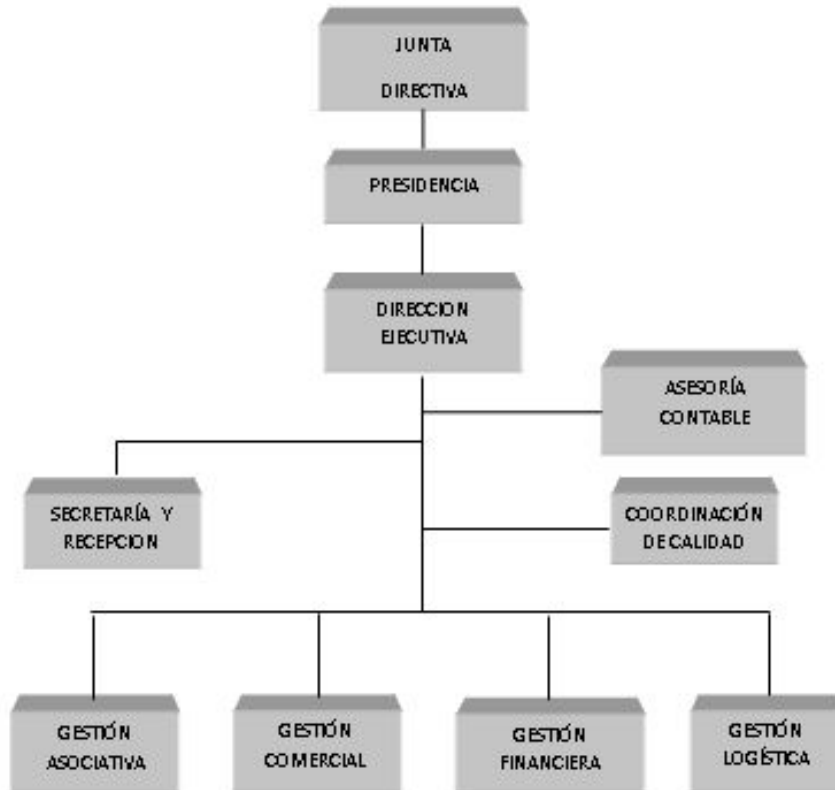 JUNTA
DIRECTIVA
PRESIDENCIA
DIRECCION
EJECUTIVA
ASESORÍA
CONTABLE
SECRETARÍA Y
RECEPCION
COORDINACIÓN
DE CALIDAD
GESTIÓN
ASOCIATIVA
GESTIÓN
COMERCIAL
GESTIÓN
FINANCIERA
GESTIÓN
LOGÍSTICA